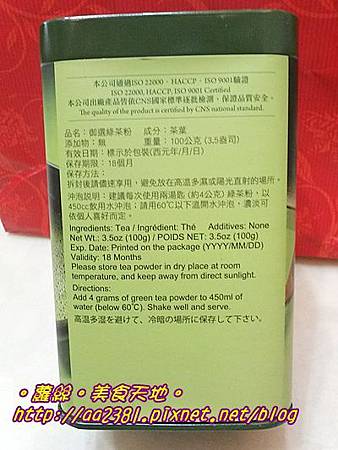 本公司通過ISO 22000、HACCP、ISO 9001驗證
ISO 22000, HACCP, ISO 9001 Certified
本公司出廠產品皆依CNS國家標準逐批檢測，保證品質安全。
The quality of the product is certified by CNS national standard.
品名：御選綠茶粉　成分：茶葉
添加物：無　重量：100公克 (3.5盎司)
有效日期：標示於包裝(西元年/月/日)
保存期限：18個月
保存方法：
拆封後請儘速享用，避免放在高溫多濕或陽光直射的場所。
沖泡說明：建議每次使用兩湯匙 (約4公克) 綠茶粉，以
450cc飲用水沖泡；請用60℃以下溫開水沖泡，濃淡可
依個人喜好而定。
Ingredients: Tea / Ingrédient: Thé Additives: None
Net Wt.: 3.5oz (100g) / POIDS NET: 3.5oz (100g)
Exp. Date: Printed on the package (YYYY/MM/DD)
Validity: 18 Months
Please store tea powder in dry place at room
temperature, and keep away from direct sunlight.
Directions:
Add 4 grams of green tea powder to 450ml of
water (below 60℃). Shake well and serve.
高温多湿を避けて、冷暗の場所に保存して下さい。
。蘿絲。美食天地。
http://aa2381.pixnet.net/blog